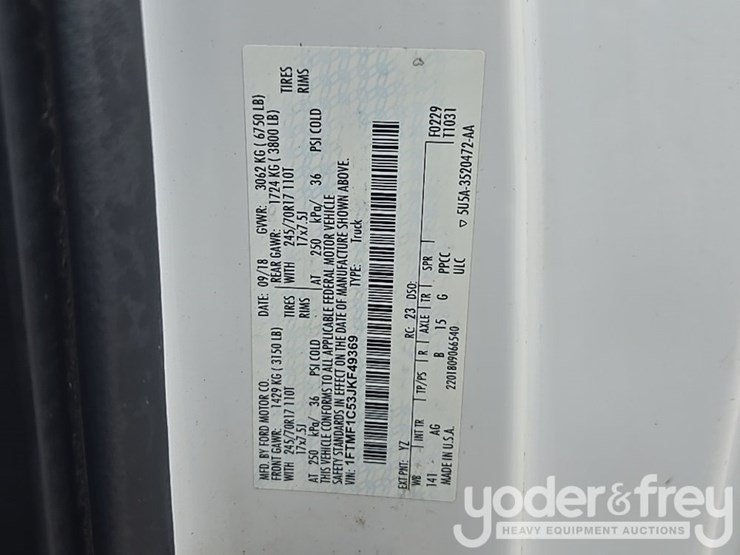 MFD. BY FORD MOTOR CO. DATE: 09/18 GVWR: 3062 KG ( 6750 LB)
FRONT GAWR: 1429 KG ( 3150 LB) REAR GAWR: 1724 KG ( 3800 LB)
WITH 245/70R17 110T TIRES WITH 245/70R17 110T TIRES
17x7.5J RIMS 17x7.5J RIMS
AT 250 kPa/ 36 PSI COLD AT 250 kPa/ 36 PSI COLD
THIS VEHICLE CONFORMS TO ALL APPLICABLE FEDERAL MOTOR VEHICLE
SAFETY STANDARDS IN EFFECT ON THE DATE OF MANUFACTURE SHOWN ABOVE.
VIN: 1FTMF1C53JKF49369 TYPE: Truck
EXT PNT: YZ RC: 23 DSO: F0229
WB INT TR TP/PS R AXLE TR SPR T1031
141 AG B 15 G PPCC
MADE IN U.S.A. 2201809066540 ULC ▽ 5U5A-3520472-AA
yoder&frey
HEAVY EQUIPMENT AUCTIONS